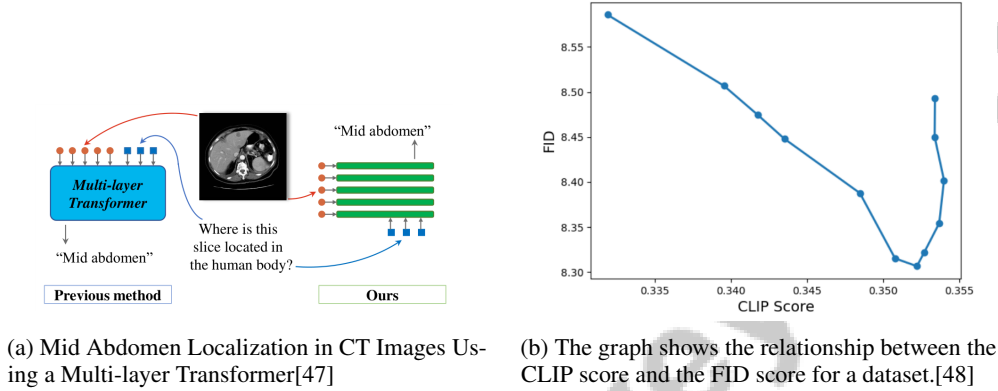 "Mid abdomen"
Multi-layer
Transformer
Where is this
slice located in
the human body?
"Mid abdomen"
Previous method
Ours
(a) Mid Abdomen Localization in CT Images Us-
ing a Multi-layer Transformer[47]
8.55
8.50
8.45
8.40
8.35
8.30
FID
0.335
0.340
0.345
0.350
0.355
CLIP Score
(b) The graph shows the relationship between the
CLIP score and the FID score for a dataset.[48]